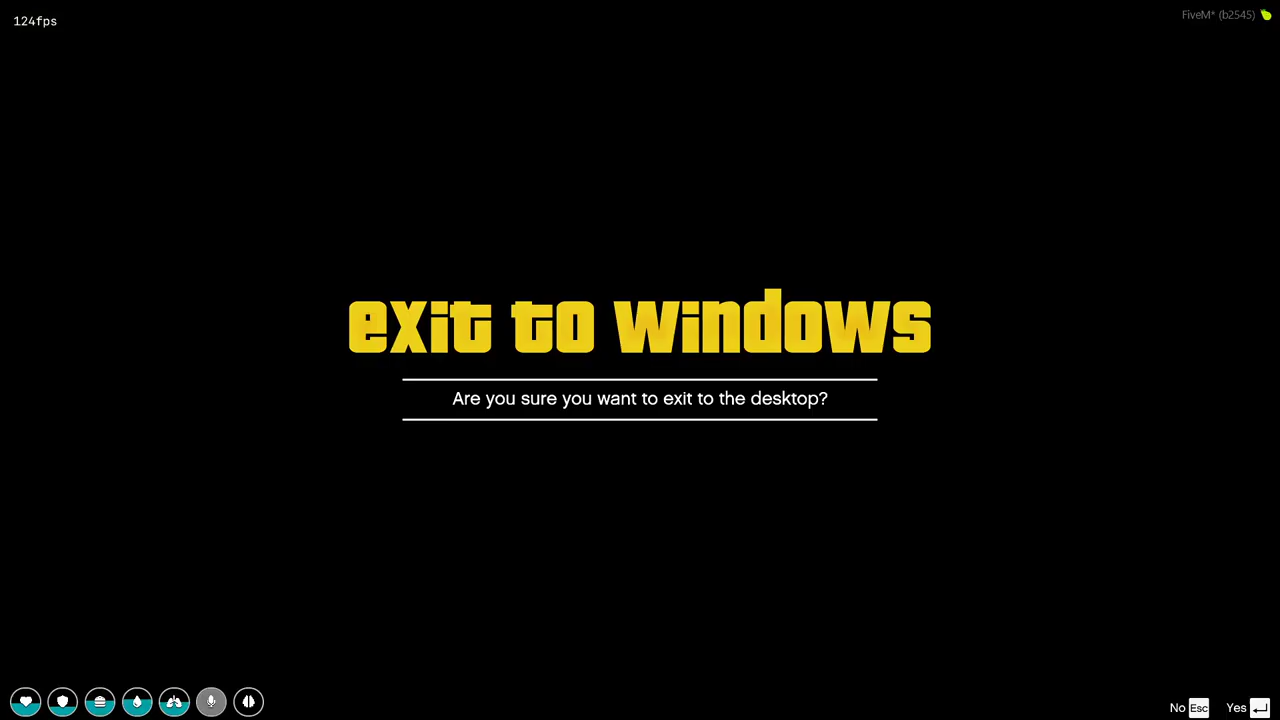 124fps
FiveM* (b2545)
exit to windows
Are you sure you want to exit to the desktop?
No Esc Yes